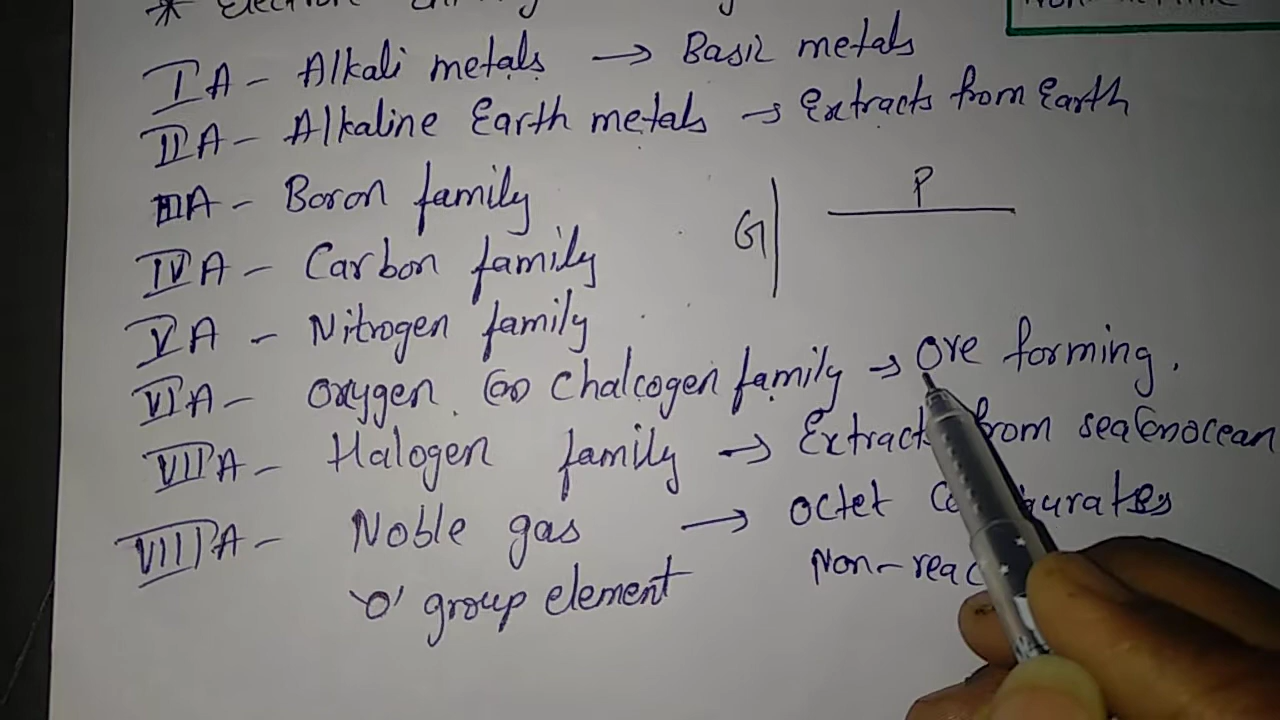 IA - Alkali metals → Basic metals
IIA - Alkaline Earth metals → Extracts from Earth
IIIA - Boron family
P
G
IVA - Carbon family
VA - Nitrogen family
VIA - Oxygen (or) Chalcogen family → Ore forming.
VIIA - Halogen family → Extracts from sea (or) ocean
VIIIA - Noble gas → Octet
Non-reac
'O' group element